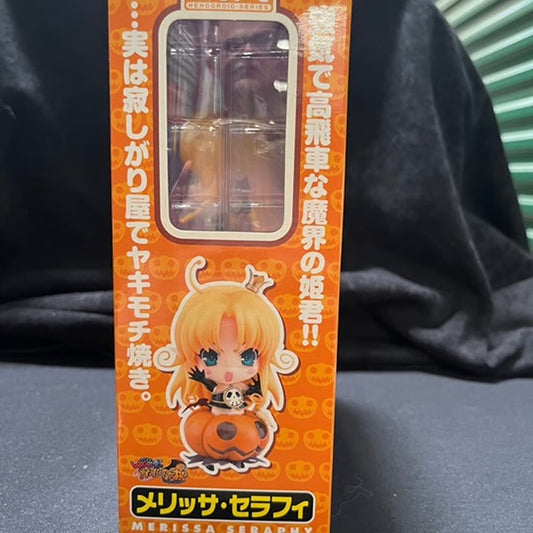 NENDOROID SERIES
気で高飛車な魔界の姫君!!
…実は寂しがり屋でヤキモチ焼き。
メリッサ・セラフィ
MERISSA SERAPHY